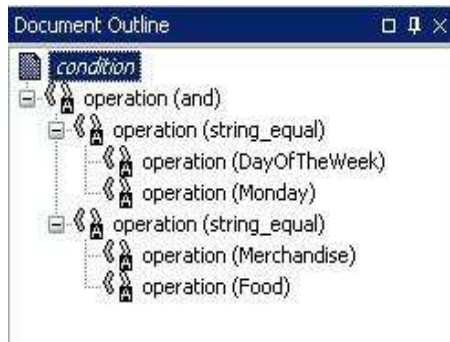 Document Outline
condition
operation (and)
operation (string_equal)
operation (DayOfTheWeek)
operation (Monday)
operation (string_equal)
operation (Merchandise)
operation (Food)